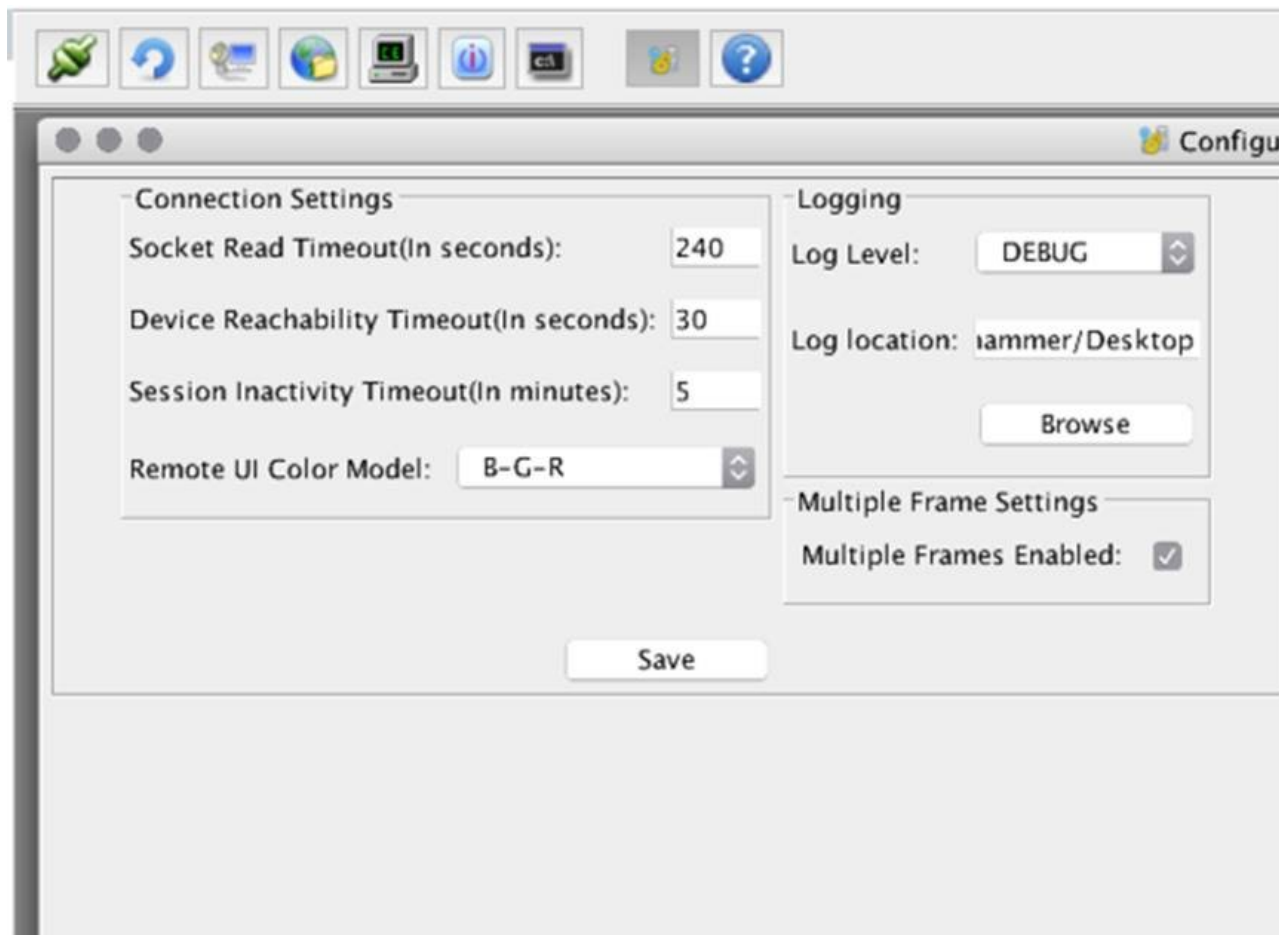 CE
C:\
Configu
Connection Settings
Socket Read Timeout(In seconds): 240
Device Reachability Timeout(In seconds): 30
Session Inactivity Timeout(In minutes): 5
Remote UI Color Model: B-G-R
Logging
Log Level: DEBUG
Log location: hammer/Desktop
Browse
Multiple Frame Settings
Multiple Frames Enabled:
Save